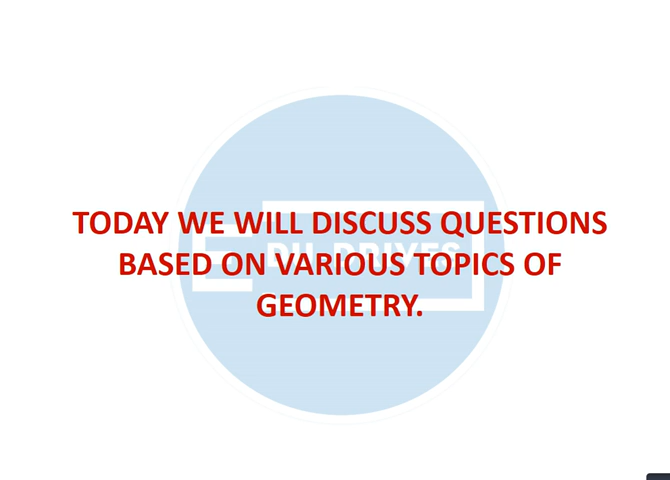 TODAY WE WILL DISCUSS QUESTIONS
BASED ON VARIOUS TOPICS OF
GEOMETRY.